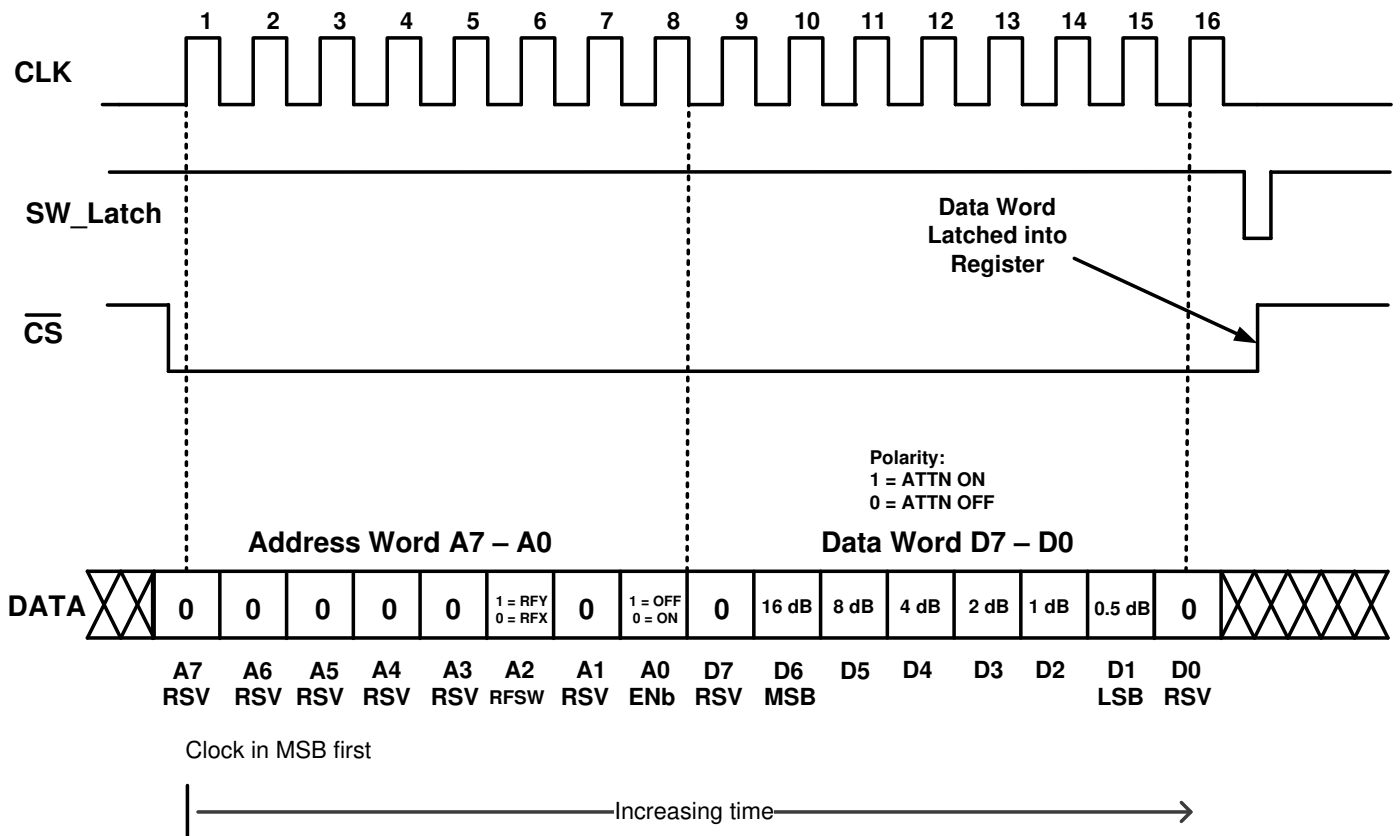 1 2 3 4 5 6 7 8 9 10 11 12 13 14 15 16
CLK
SW_Latch
Data Word
Latched into
Register
CS
Polarity:
1 = ATTN ON
0 = ATTN OFF
Address Word A7 – A0
Data Word D7 – D0
DATA
0 0 0 0 0
1 = RFY
0 = RFX
0
1 = OFF
0 = ON
0 16 dB 8 dB 4 dB 2 dB 1 dB 0.5 dB 0
A7 A6 A5 A4 A3 A2 A1 A0 D7 D6 D5 D4 D3 D2 D1 D0
RSV RSV RSV RSV RSV RFSW RSV ENb RSV MSB LSB RSV
Clock in MSB first
Increasing time